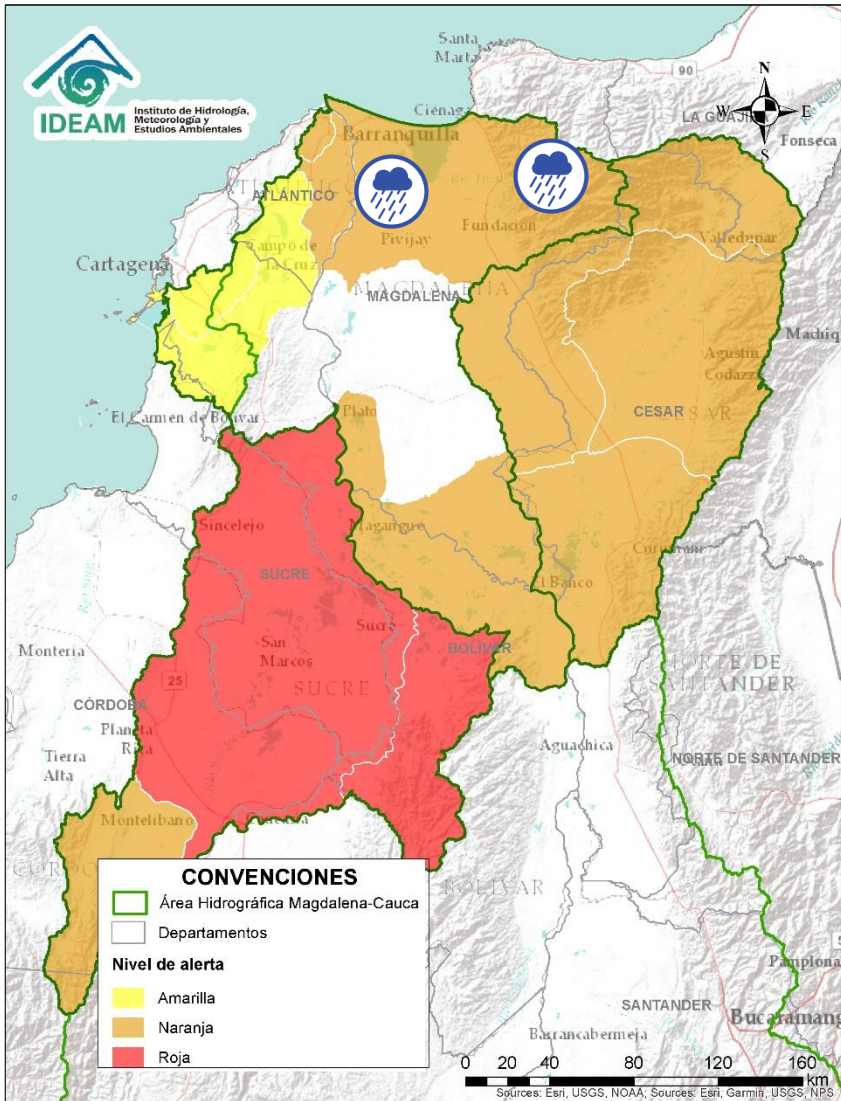 IDEAM
Instituto de Hidrología,
Meteorología y
Estudios Ambientales
Santa
Marta
90
N
W E
S
LA GUAJI
Fonseca
Ciénaga
Barranquilla
ATLÁNTICO
Campo de
la Cruz
Cartagena
Pivijay
Fundación
Valledupar
MAGDALENA
Machiq
Agustín
Codazzi
CESAR
El Carmen de Bolívar
Plato
Sincelejo
Magangué
SUCRE
El Banco
San
Marcos
Sucre
BOLÍVAR
SUCRE
Montería
25
CÓRDOBA
Planeta
Rica
Tierra
Alta
NORTE DE
SANTANDER
Aguachica
NORTE DE SANTANDER
Montelíbano
BOLÍVAR
CONVENCIONES
Área Hidrográfica Magdalena-Cauca
Departamentos
Nivel de alerta
Amarilla
Naranja
Roja
Pamplona
SANTANDER
Bucaramang
Barrancabermeja
0 20 40 80 120 160
km
Sources: Esri, USGS, NOAA; Sources: Esri, Garmin, USGS, NPS